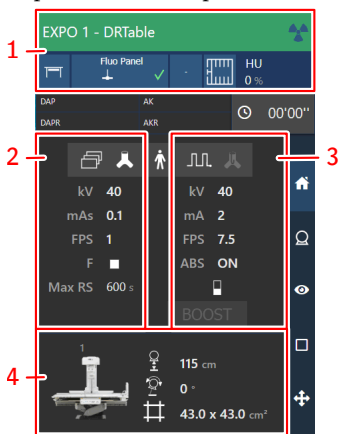 EXPO 1 - DRTable
1
Fluo Panel
HU
0 %
DAP AK
DAPR AKR
00'00''
2
3
kV 40
mAs 0.1
FPS 1
F
Max RS 600 s
kV 40
mA 2
FPS 7.5
ABS ON
BOOST
4
1
115 cm
0 °
43.0 x 43.0 cm²